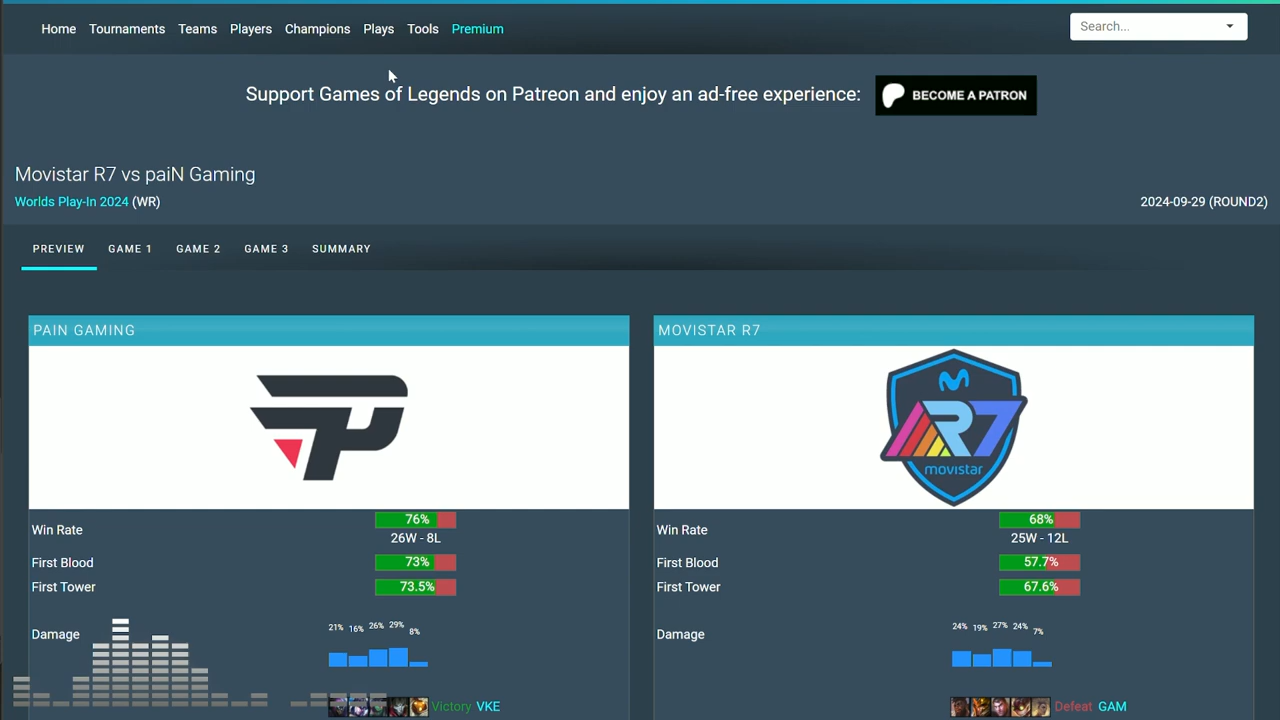 Home Tournaments Teams Players Champions Plays Tools Premium Search...
Support Games of Legends on Patreon and enjoy an ad-free experience: BECOME A PATRON
Movistar R7 vs paiN Gaming
Worlds Play-In 2024 (WR) 2024-09-29 (ROUND2)
PREVIEW GAME 1 GAME 2 GAME 3 SUMMARY
PAIN GAMING
Win Rate 76%
26W - 8L
First Blood 73%
First Tower 73.5%
Damage 21% 16% 26% 29% 8%
Victory VKE
MOVISTAR R7
R7
movistar
Win Rate 68%
25W - 12L
First Blood 57.7%
First Tower 67.6%
Damage 24% 19% 27% 24% 7%
Defeat GAM